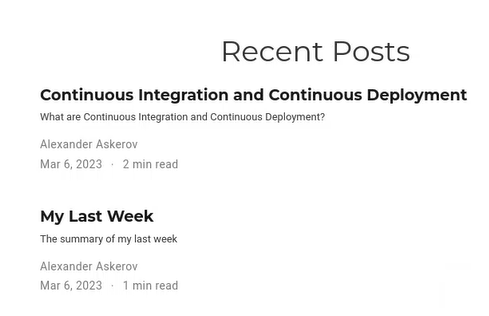 Recent Posts
Continuous Integration and Continuous Deployment
What are Continuous Integration and Continuous Deployment?
Alexander Askerov
Mar 6, 2023 · 2 min read
My Last Week
The summary of my last week
Alexander Askerov
Mar 6, 2023 · 1 min read